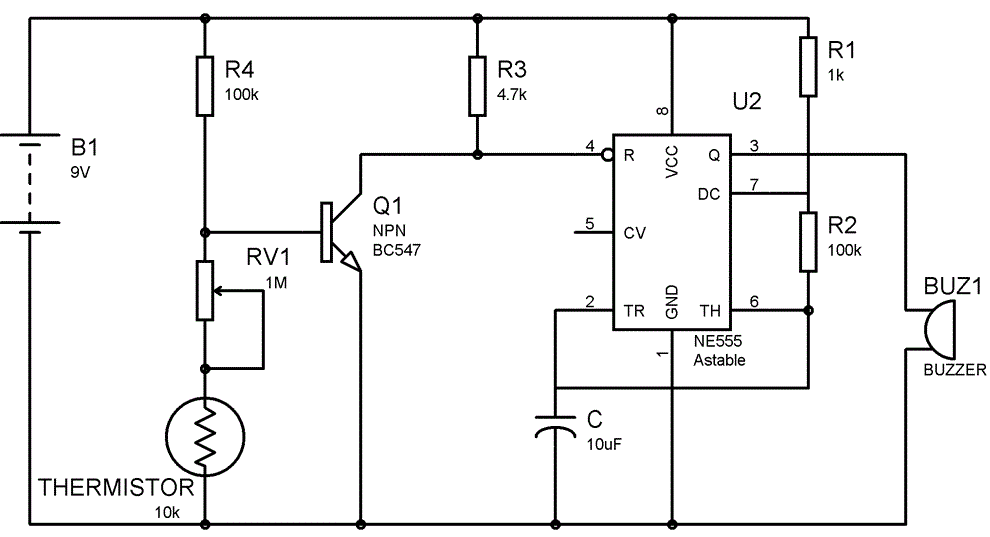 R4
100k
R3
4.7k
R1
1k
U2
B1
9V
8
4
R
VCC
Q
3
7
DC
Q1
NPN
BC547
5
CV
R2
100k
RV1
1M
2
TR
GND
TH
6
BUZ1
1
NE555
Astable
BUZZER
C
10uF
THERMISTOR
10k